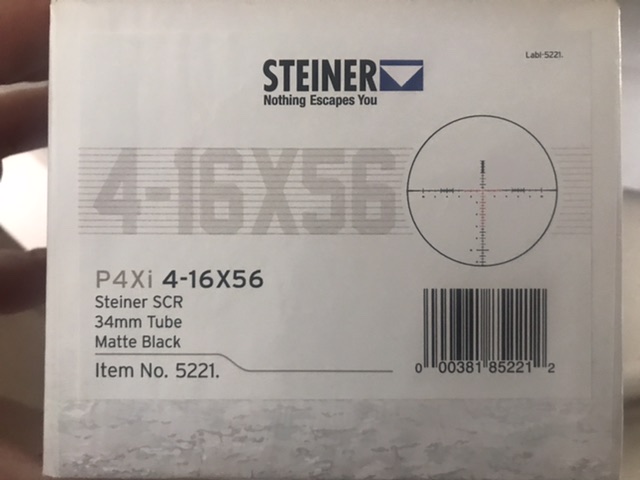 Labl-5221.
STEINER
Nothing Escapes You
4-16X56
P4Xi 4-16X56
Steiner SCR
34mm Tube
Matte Black
Item No. 5221.
0 00381 85221 2